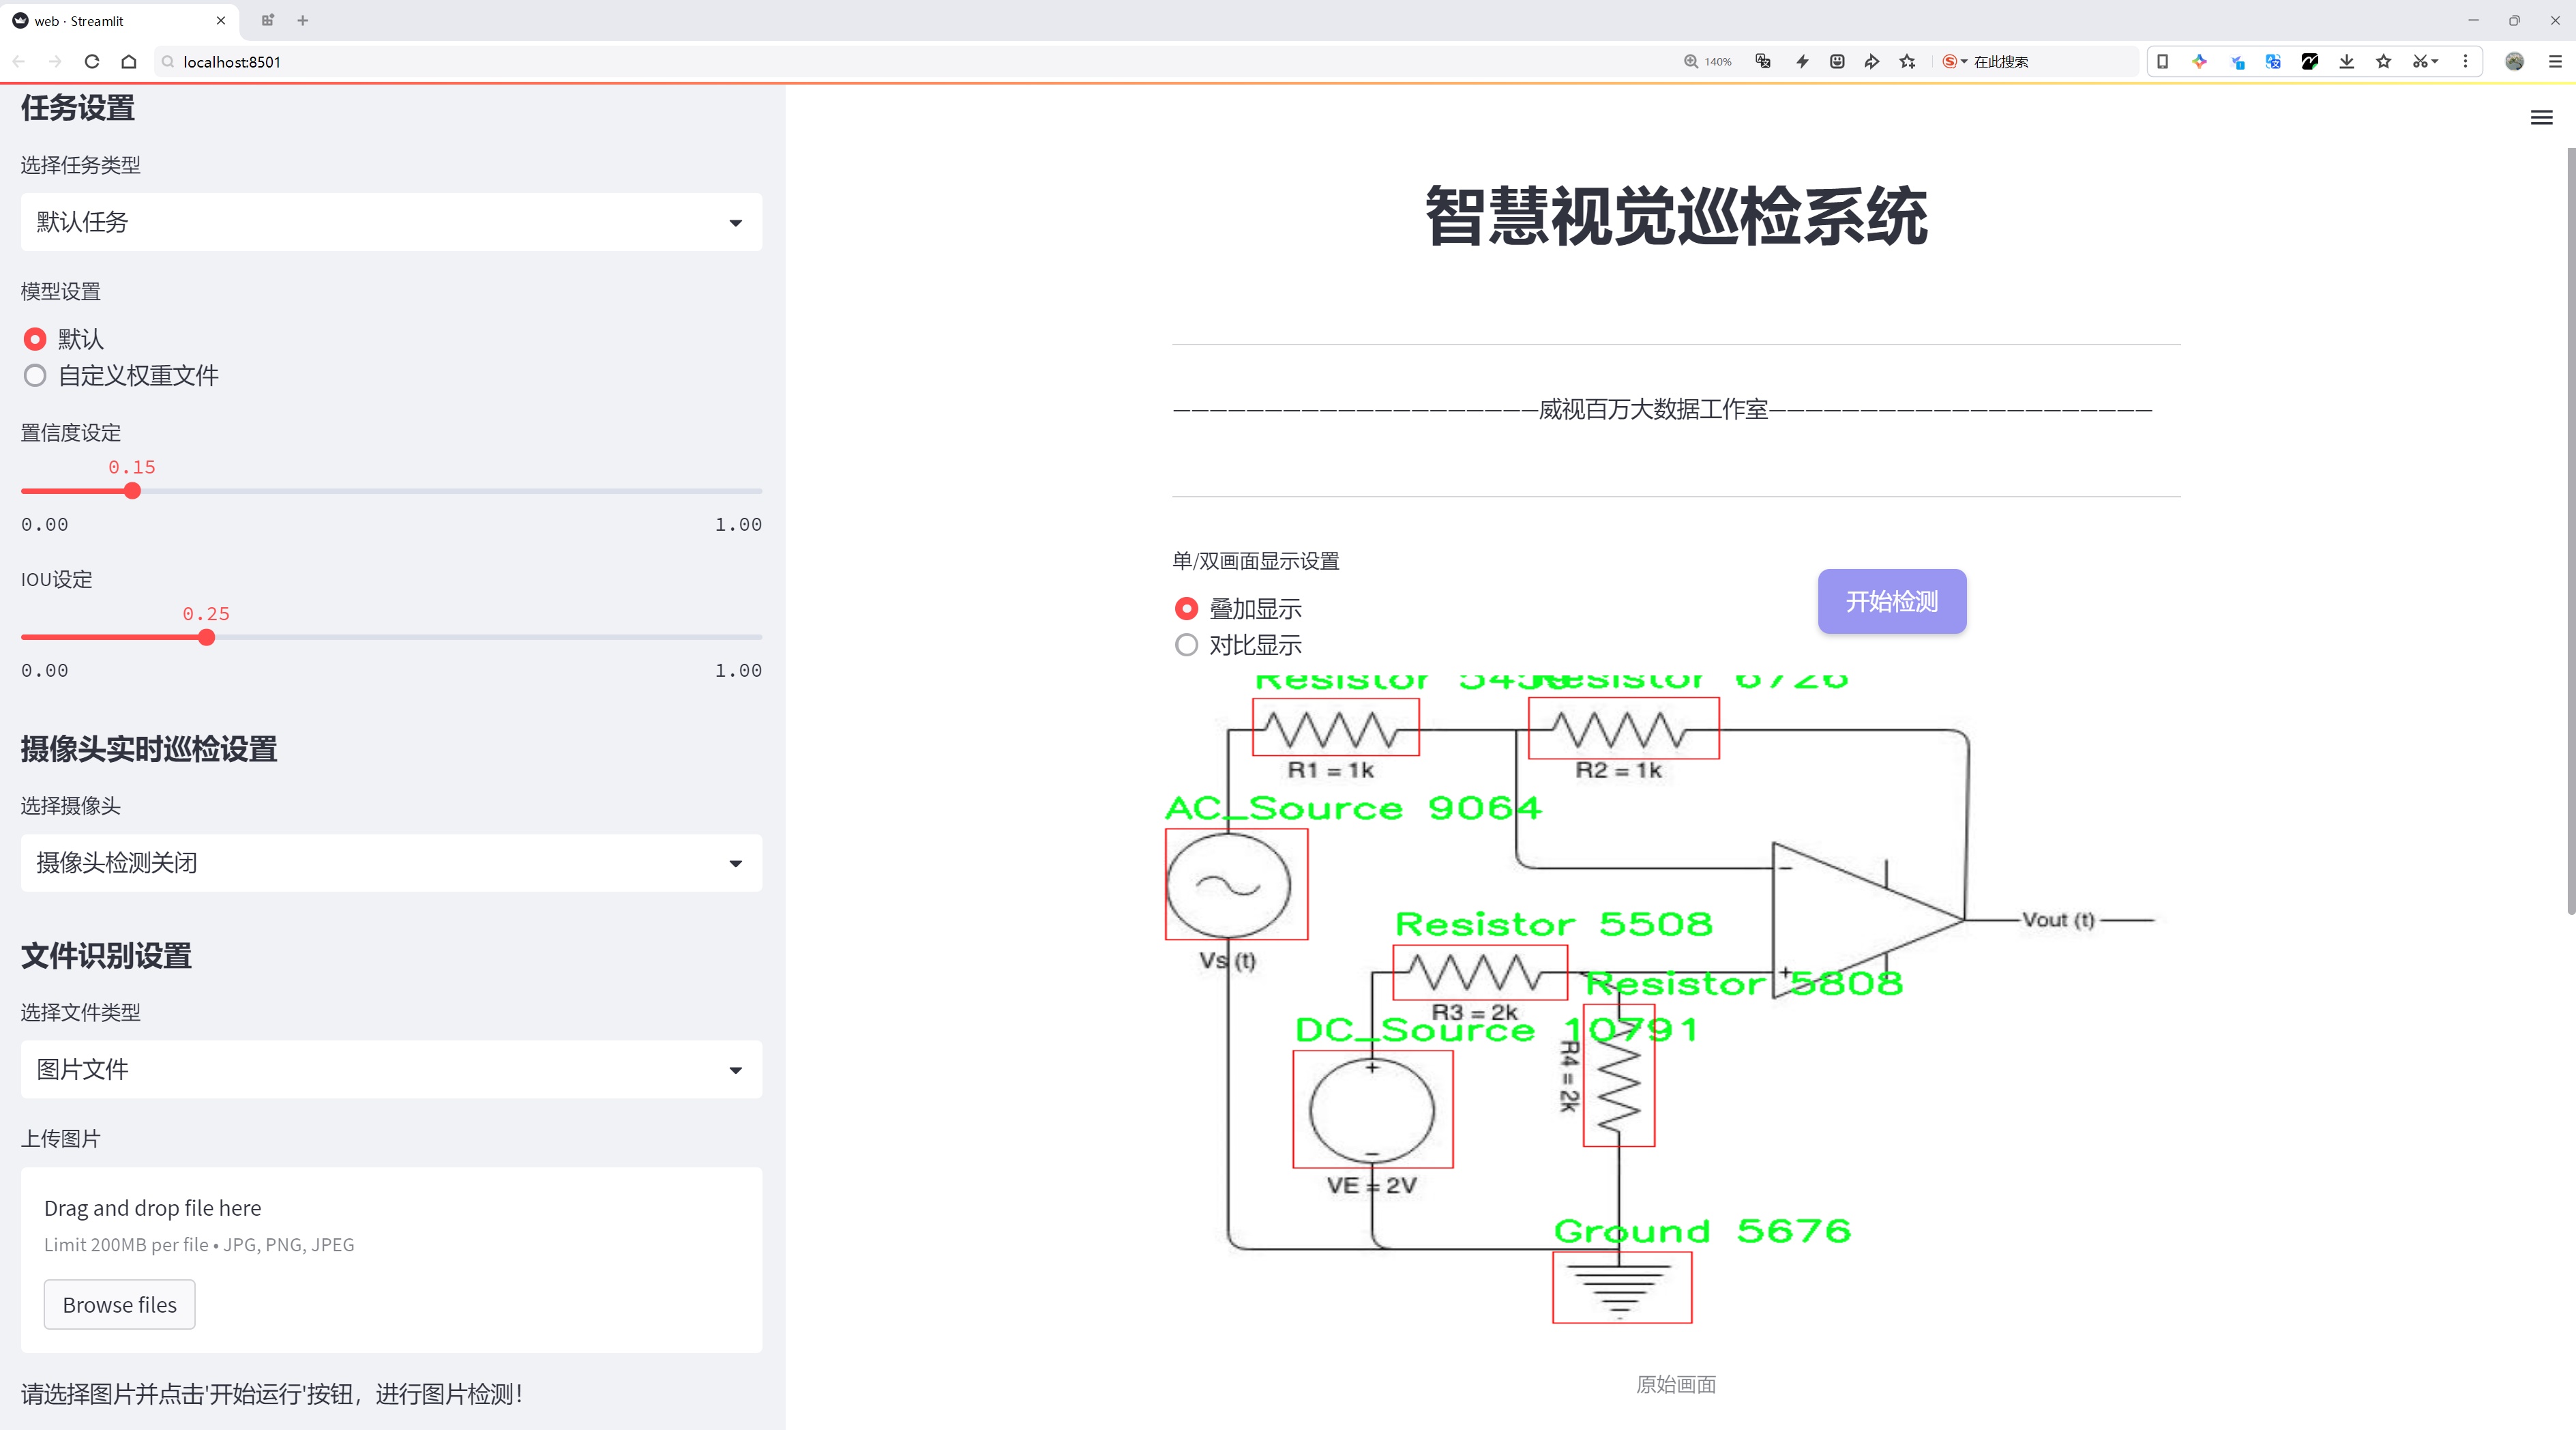 web · Streamlit
localhost:8501
140%
在此搜索
任务设置
选择任务类型
默认任务
模型设置
默认
自定义权重文件
置信度设定
0.15
0.00
1.00
IOU设定
0.25
0.00
1.00
摄像头实时巡检设置
选择摄像头
摄像头检测关闭
文件识别设置
选择文件类型
图片文件
上传图片
Drag and drop file here
Limit 200MB per file • JPG, PNG, JPEG
Browse files
请选择图片并点击'开始运行'按钮，进行图片检测！
智慧视觉巡检系统
————————————————————威视百万大数据工作室—————————————————————
单/双画面显示设置
叠加显示
对比显示
开始检测
Resistor
Resistor 6726
R1 = 1k
R2 = 1k
AC_Source 9064
Vs (t)
Resistor 5508
Vout (t)
Resistor 5808
R3 = 2k
DC_Source 10791
R4 = 2k
VE = 2V
Ground 5676
原始画面